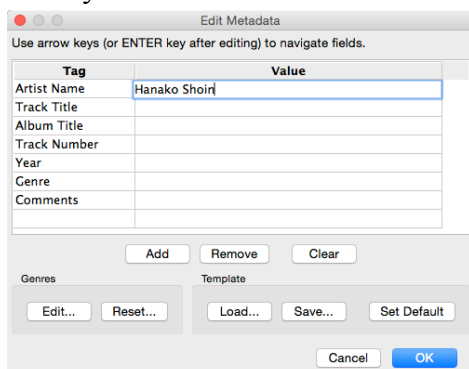 Edit Metadata
Use arrow keys (or ENTER key after editing) to navigate fields.
Tag Value
Artist Name Hanako Shoin
Track Title
Album Title
Track Number
Year
Genre
Comments
Add Remove Clear
Genres Template
Edit... Reset... Load... Save... Set Default
Cancel OK